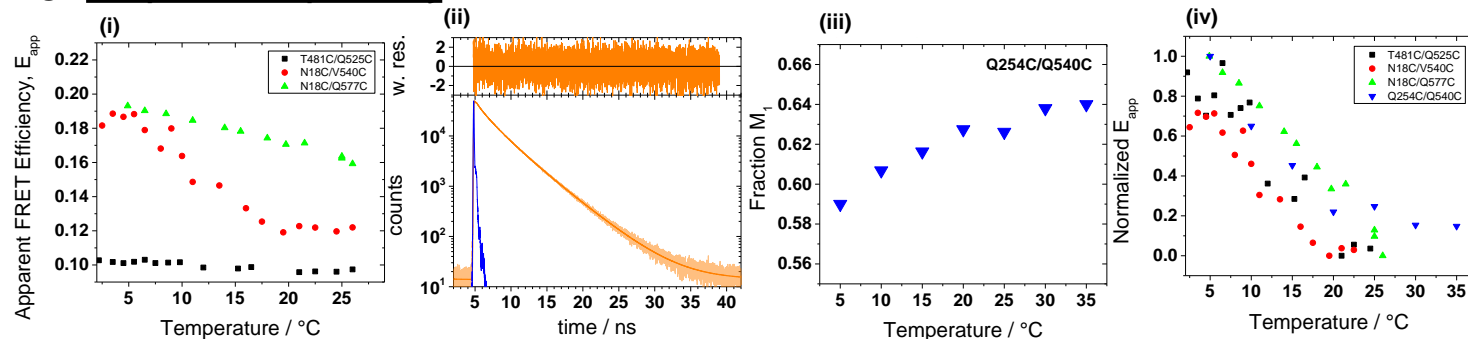 (i)
Apparent FRET Efficiency, E_app
0.22
0.20
0.18
0.16
0.14
0.12
0.10
T481C/Q525C
N18C/V540C
N18C/Q577C
5 10 15 20 25
Temperature / °C
(ii)
w. res.
2
0
-2
counts
10^4
10^3
10^2
10^1
5 10 15 20 25 30 35 40
time / ns
(iii)
Fraction M_1
0.66
0.64
0.62
0.60
0.58
0.56
Q254C/Q540C
5 10 15 20 25 30 35
Temperature / °C
(iv)
Normalized E_app
1.0
0.8
0.6
0.4
0.2
0.0
T481C/Q525C
N18C/V540C
N18C/Q577C
Q254C/Q540C
5 10 15 20 25 30 35
Temperature / °C